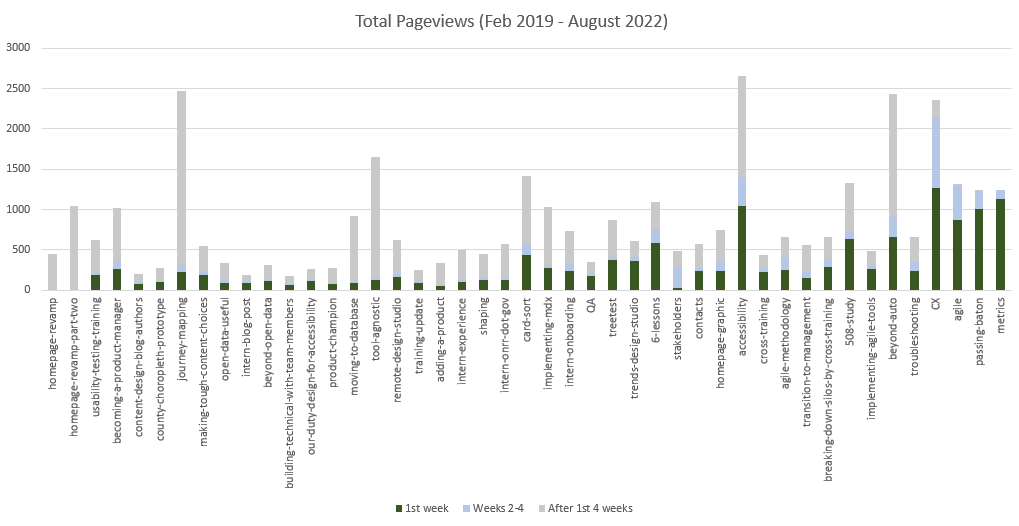 Total Pageviews (Feb 2019 - August 2022)
3000
2500
2000
1500
1000
500
0
homepage-revamp
homepage-revamp-part-two
usability-testing-training
becoming-a-product-manager
content-design-blog-authors
county-choropleth-prototype
journey-mapping
making-tough-content-choices
open-data-useful
intern-blog-post
beyond-open-data
building-technical-with-team-members
our-duty-design-for-accessibility
product-champion
moving-to-database
tool-agnostic
remote-design-studio
training-update
adding-a-product
intern-experience
shaping
intern-onrr-dot-gov
card-sort
implementing-mdx
intern-onboarding
QA
treetest
trends-design-studio
6-lessons
stakeholders
contacts
homepage-graphic
accessibility
cross-training
agile-methodology
transition-to-management
breaking-down-silos-by-cross-training
508-study
implementing-agile-tools
beyond-auto
troubleshooting
CX
agile
passing-baton
metrics
1st week Weeks 2-4 After 1st 4 weeks